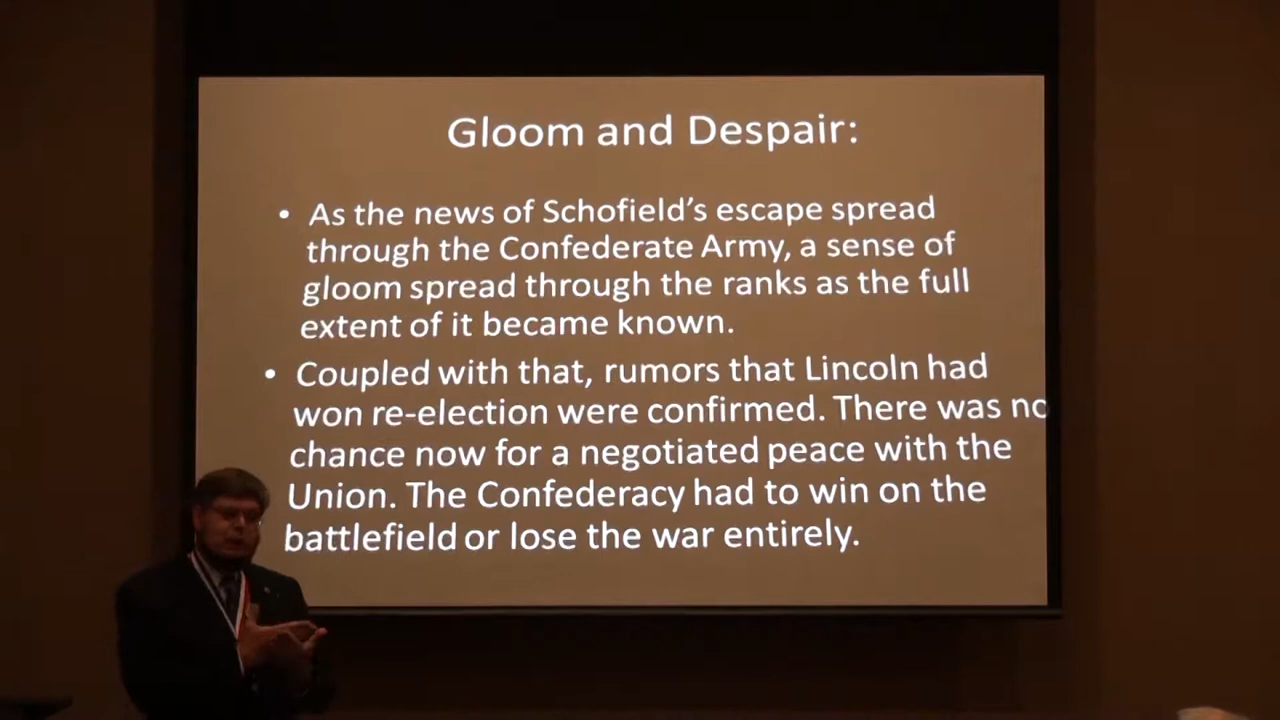 Gloom and Despair:
• As the news of Schofield's escape spread
through the Confederate Army, a sense of
gloom spread through the ranks as the full
extent of it became known.
• Coupled with that, rumors that Lincoln had
won re-election were confirmed. There was no
chance now for a negotiated peace with the
Union. The Confederacy had to win on the
battlefield or lose the war entirely.